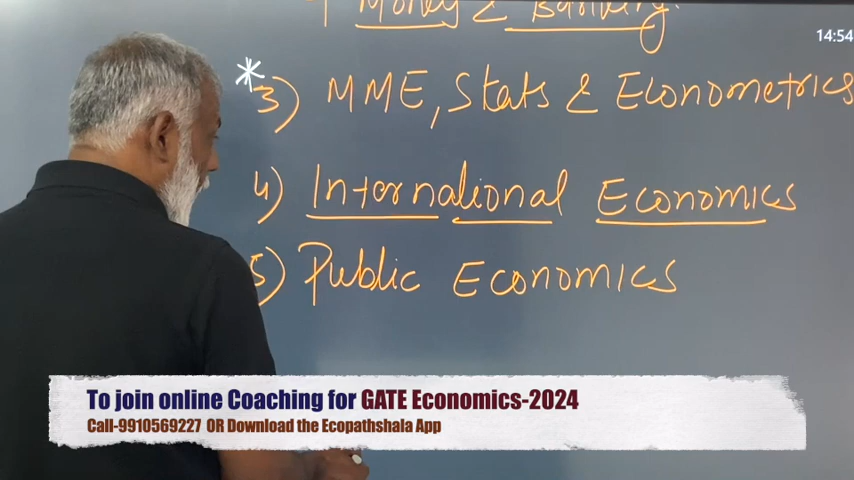 Money & Banking.
14:54
* 3) MME, Stats & Econometrics
4) International Economics
5) Public Economics
To join online Coaching for GATE Economics-2024
Call-9910569227 OR Download the Ecopathshala App